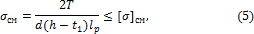 σсм = 2T / (d(h − t₁)lₚ) ≤ [σ]см, (5)